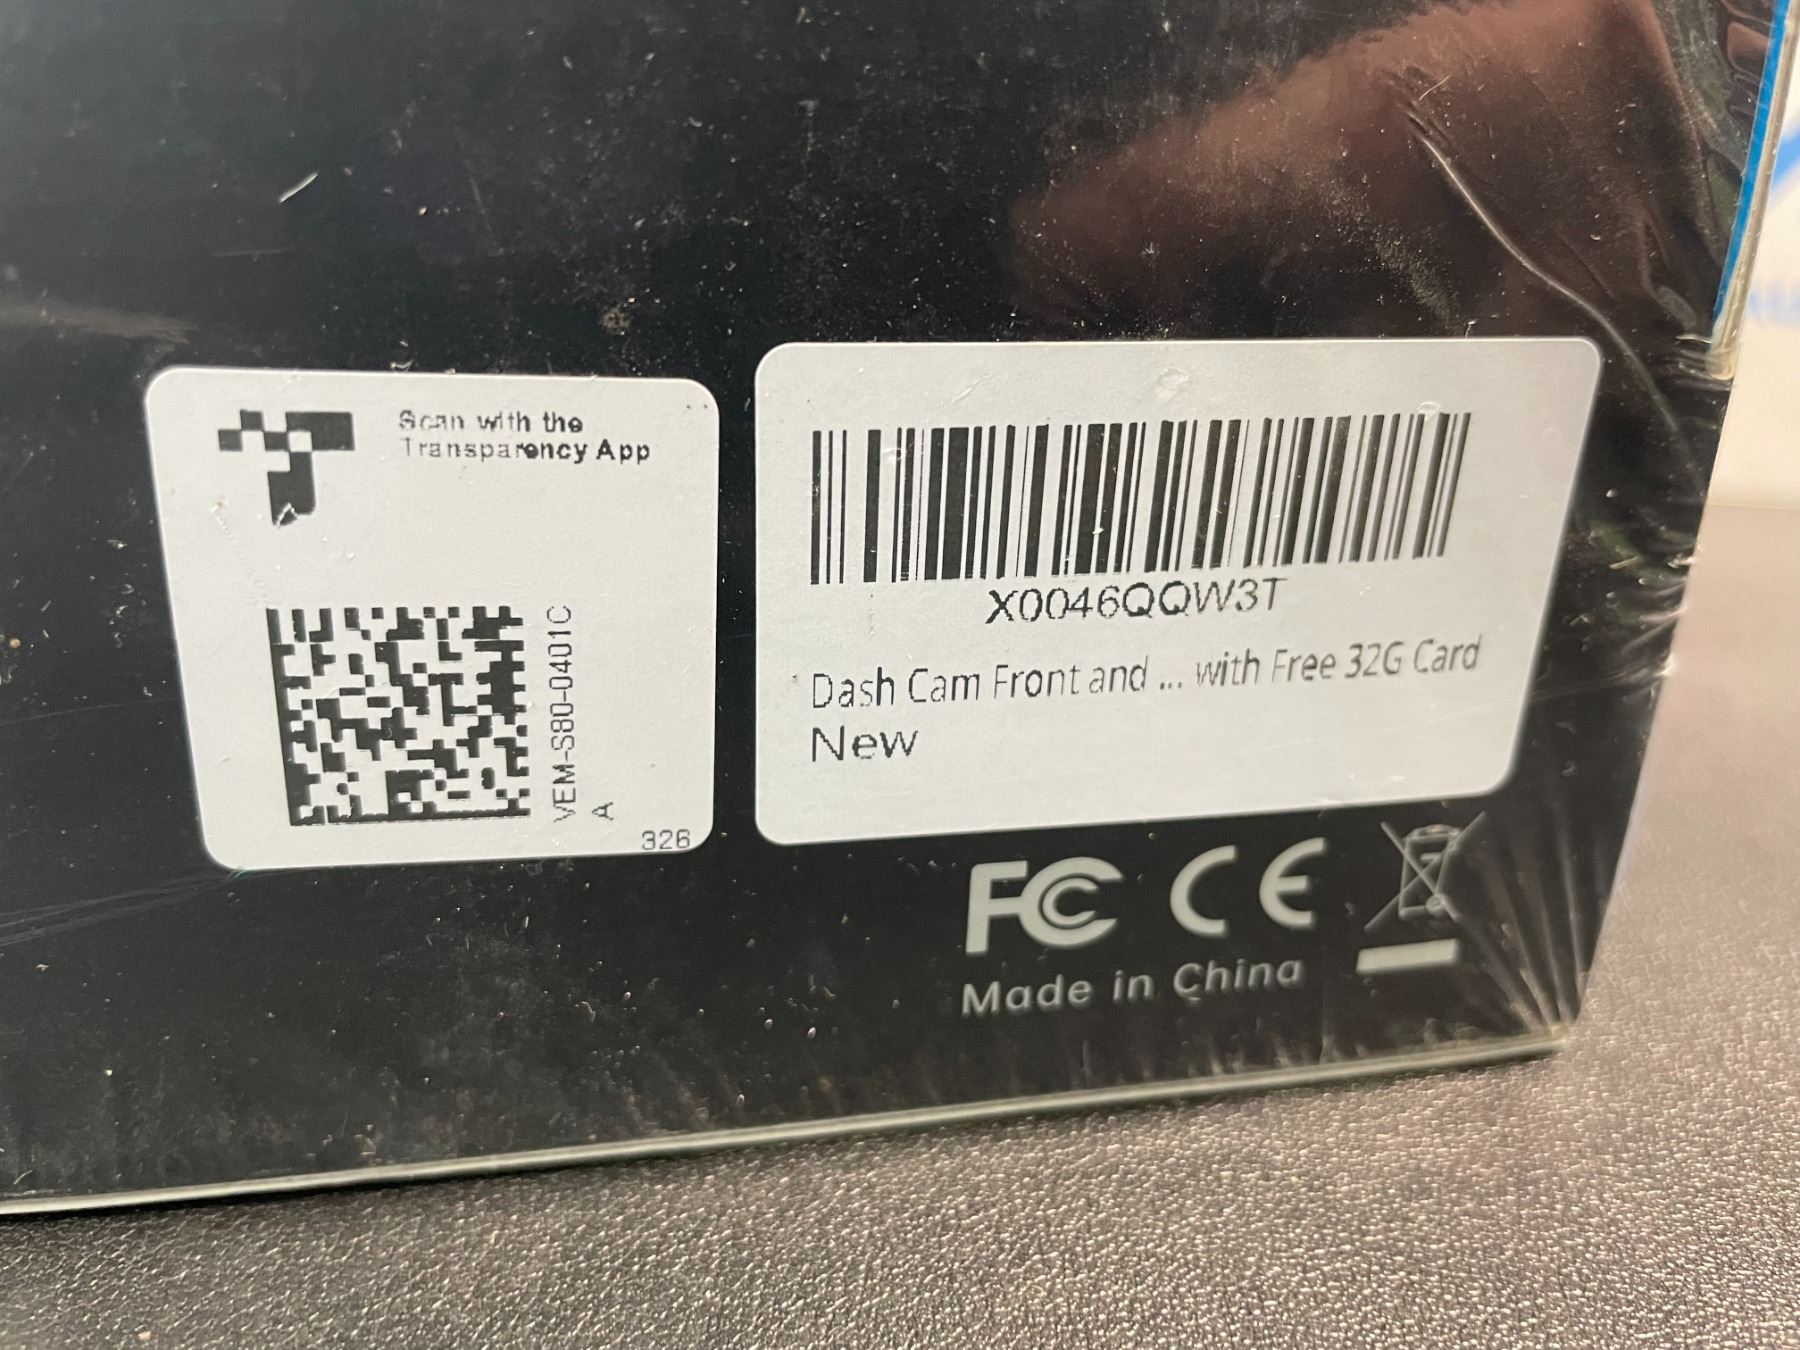 Scan with the
Transparency App
VEM-S80-0401C
A
326
X0046QQW3T
Dash Cam Front and ... with Free 32G Card
New
FC CE
Made in China